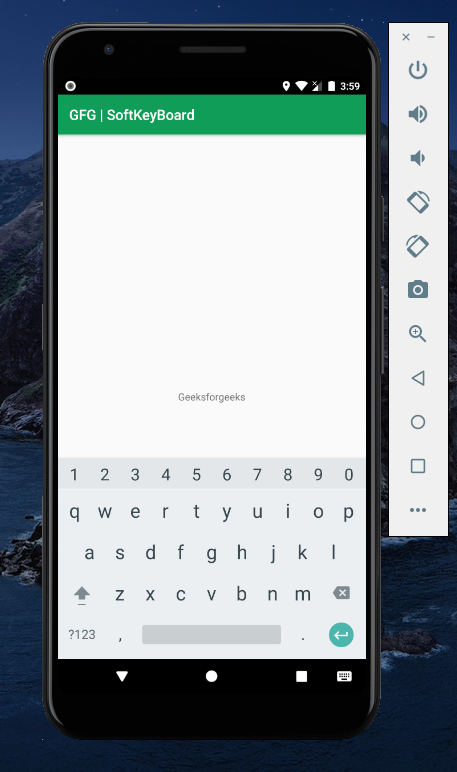 3:59
GFG | SoftKeyBoard
Geeksforgeeks
1 2 3 4 5 6 7 8 9 0
q w e r t y u i o p
a s d f g h j k l
z x c v b n m
?123 , .